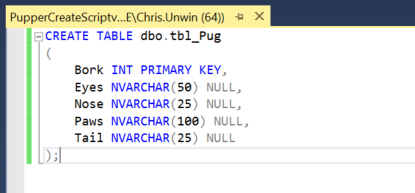 PupperCreateScriptv...E\Chris.Unwin (64))
CREATE TABLE dbo.tbl_Pug
(
Bork INT PRIMARY KEY,
Eyes NVARCHAR(50) NULL,
Nose NVARCHAR(25) NULL,
Paws NVARCHAR(100) NULL,
Tail NVARCHAR(25) NULL
);